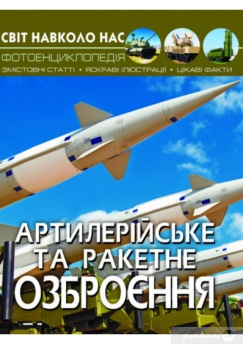 СВІТ НАВКОЛО НАС
ФОТОЕНЦИКЛОПЕДІЯ
ЗМІСТОВНІ СТАТТІ • ЯСКРАВІ ІЛЮСТРАЦІЇ • ЦІКАВІ ФАКТИ
АРТИЛЕРІЙСЬКЕ
ТА РАКЕТНЕ
ОЗБРОЄННЯ